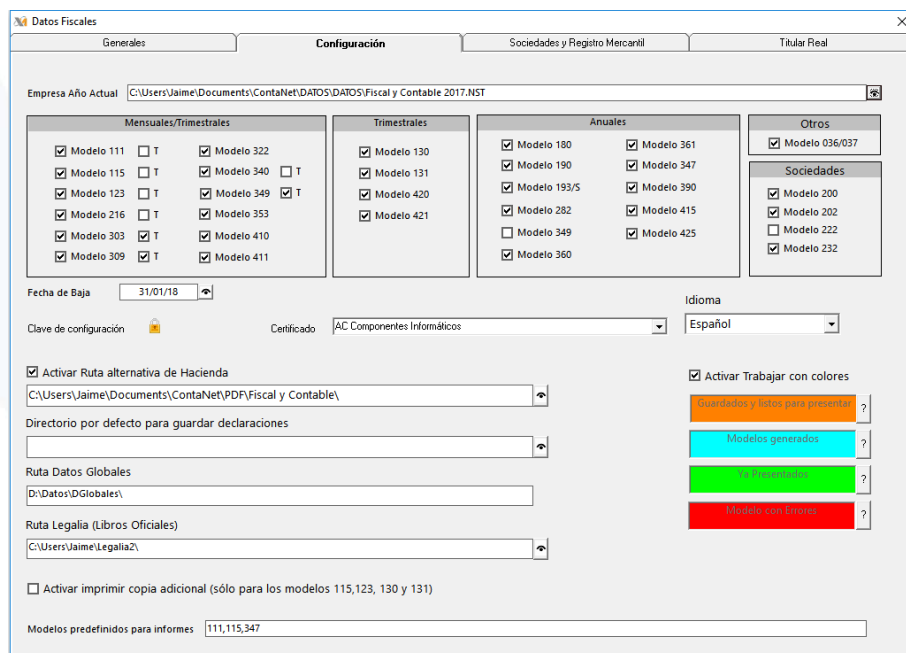 Datos Fiscales
Generales
Configuración
Sociedades y Registro Mercantil
Titular Real
Empresa Año Actual C:\Users\Jaime\Documents\ContaNet\DATOS\DATOS\Fiscal y Contable 2017.NST
Mensuales/Trimestrales
Modelo 111 T Modelo 322
Modelo 115 T Modelo 340 T
Modelo 123 T Modelo 349 T
Modelo 216 T Modelo 353
Modelo 303 T Modelo 410
Modelo 309 T Modelo 411
Trimestrales
Modelo 130
Modelo 131
Modelo 420
Modelo 421
Anuales
Modelo 180 Modelo 361
Modelo 190 Modelo 347
Modelo 193/S Modelo 390
Modelo 282 Modelo 415
Modelo 349 Modelo 425
Modelo 360
Otros
Modelo 036/037
Sociedades
Modelo 200
Modelo 202
Modelo 222
Modelo 232
Fecha de Baja 31/01/18
Idioma
Clave de configuración Certificado AC Componentes Informáticos Español
Activar Ruta alternativa de Hacienda
C:\Users\Jaime\Documents\ContaNet\PDF\Fiscal y Contable\
Directorio por defecto para guardar declaraciones
Ruta Datos Globales
D:\Datos\DGlobales\
Ruta Legalia (Libros Oficiales)
C:\Users\Jaime\Legalia2\
Activar Trabajar con colores
Guardados y listos para presentar ?
Modelos generados ?
Ya Presentados ?
Modelo con Errores ?
Activar imprimir copia adicional (sólo para los modelos 115,123, 130 y 131)
Modelos predefinidos para informes 111,115,347